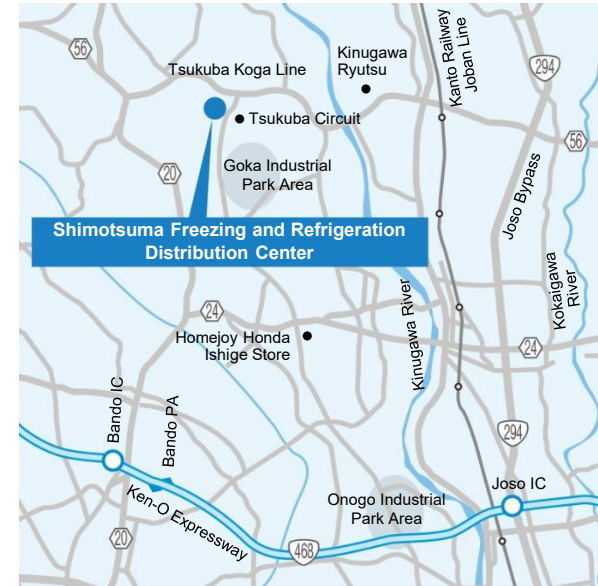 56
Tsukuba Koga Line
Kinugawa
Ryutsu
Kanto Railway
Joban Line
294
Tsukuba Circuit
56
Goka Industrial
Park Area
20
Joso Bypass
Shimotsuma Freezing and Refrigeration
Distribution Center
Kokaigawa
River
Kinugawa River
24
Homejoy Honda
Ishige Store
24
Bando IC
Bando PA
294
Ken-O Expressway
Onogo Industrial
Park Area
Joso IC
20
468